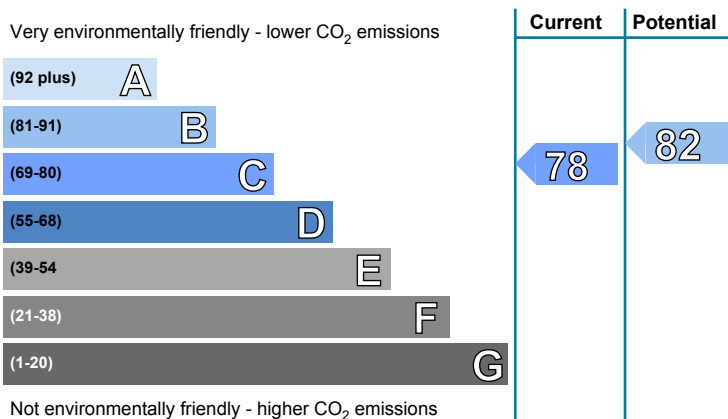 Current Potential
Very environmentally friendly - lower CO2 emissions
(92 plus) A
(81-91) B
(69-80) C
(55-68) D
(39-54 E
(21-38) F
(1-20) G
78
82
Not environmentally friendly - higher CO2 emissions